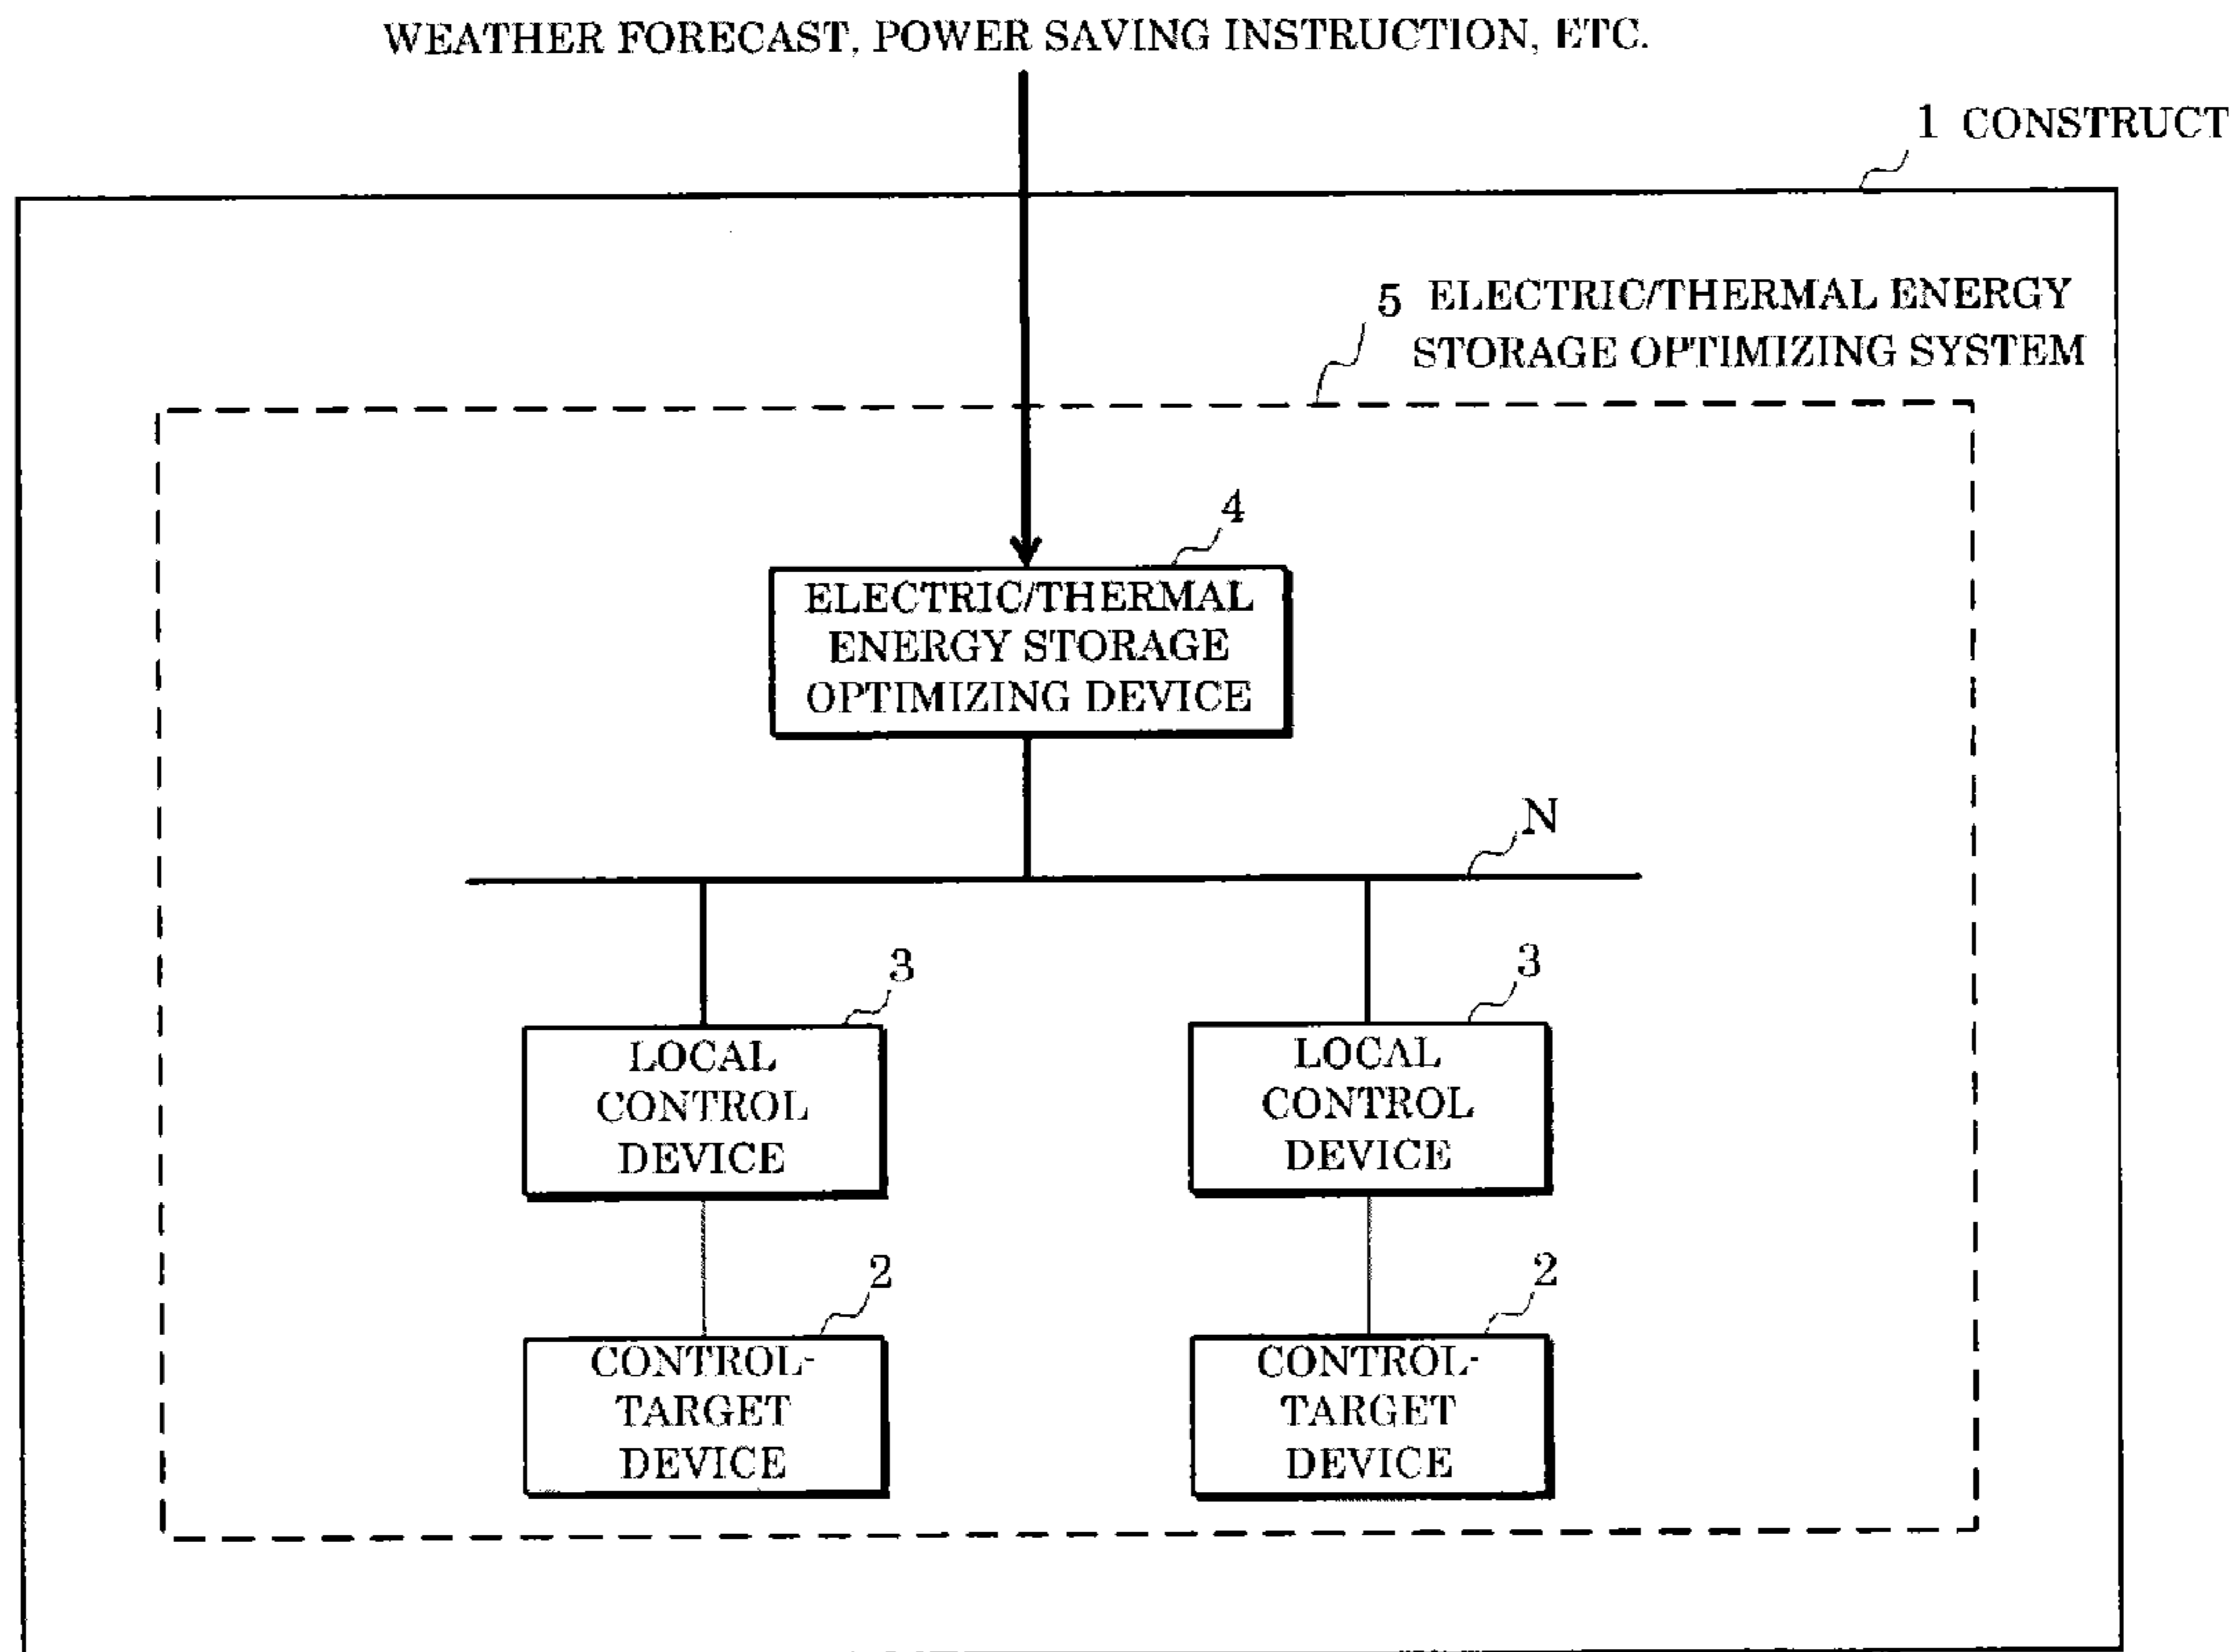 WEATHER FORECAST, POWER SAVING INSTRUCTION, ETC.
1 CONSTRUCT
5 ELECTRIC/THERMAL ENERGY
STORAGE OPTIMIZING SYSTEM
4
ELECTRIC/THERMAL
ENERGY STORAGE
OPTIMIZING DEVICE
N
3
LOCAL
CONTROL
DEVICE
3
LOCAL
CONTROL
DEVICE
2
CONTROL-
TARGET
DEVICE
2
CONTROL-
TARGET
DEVICE